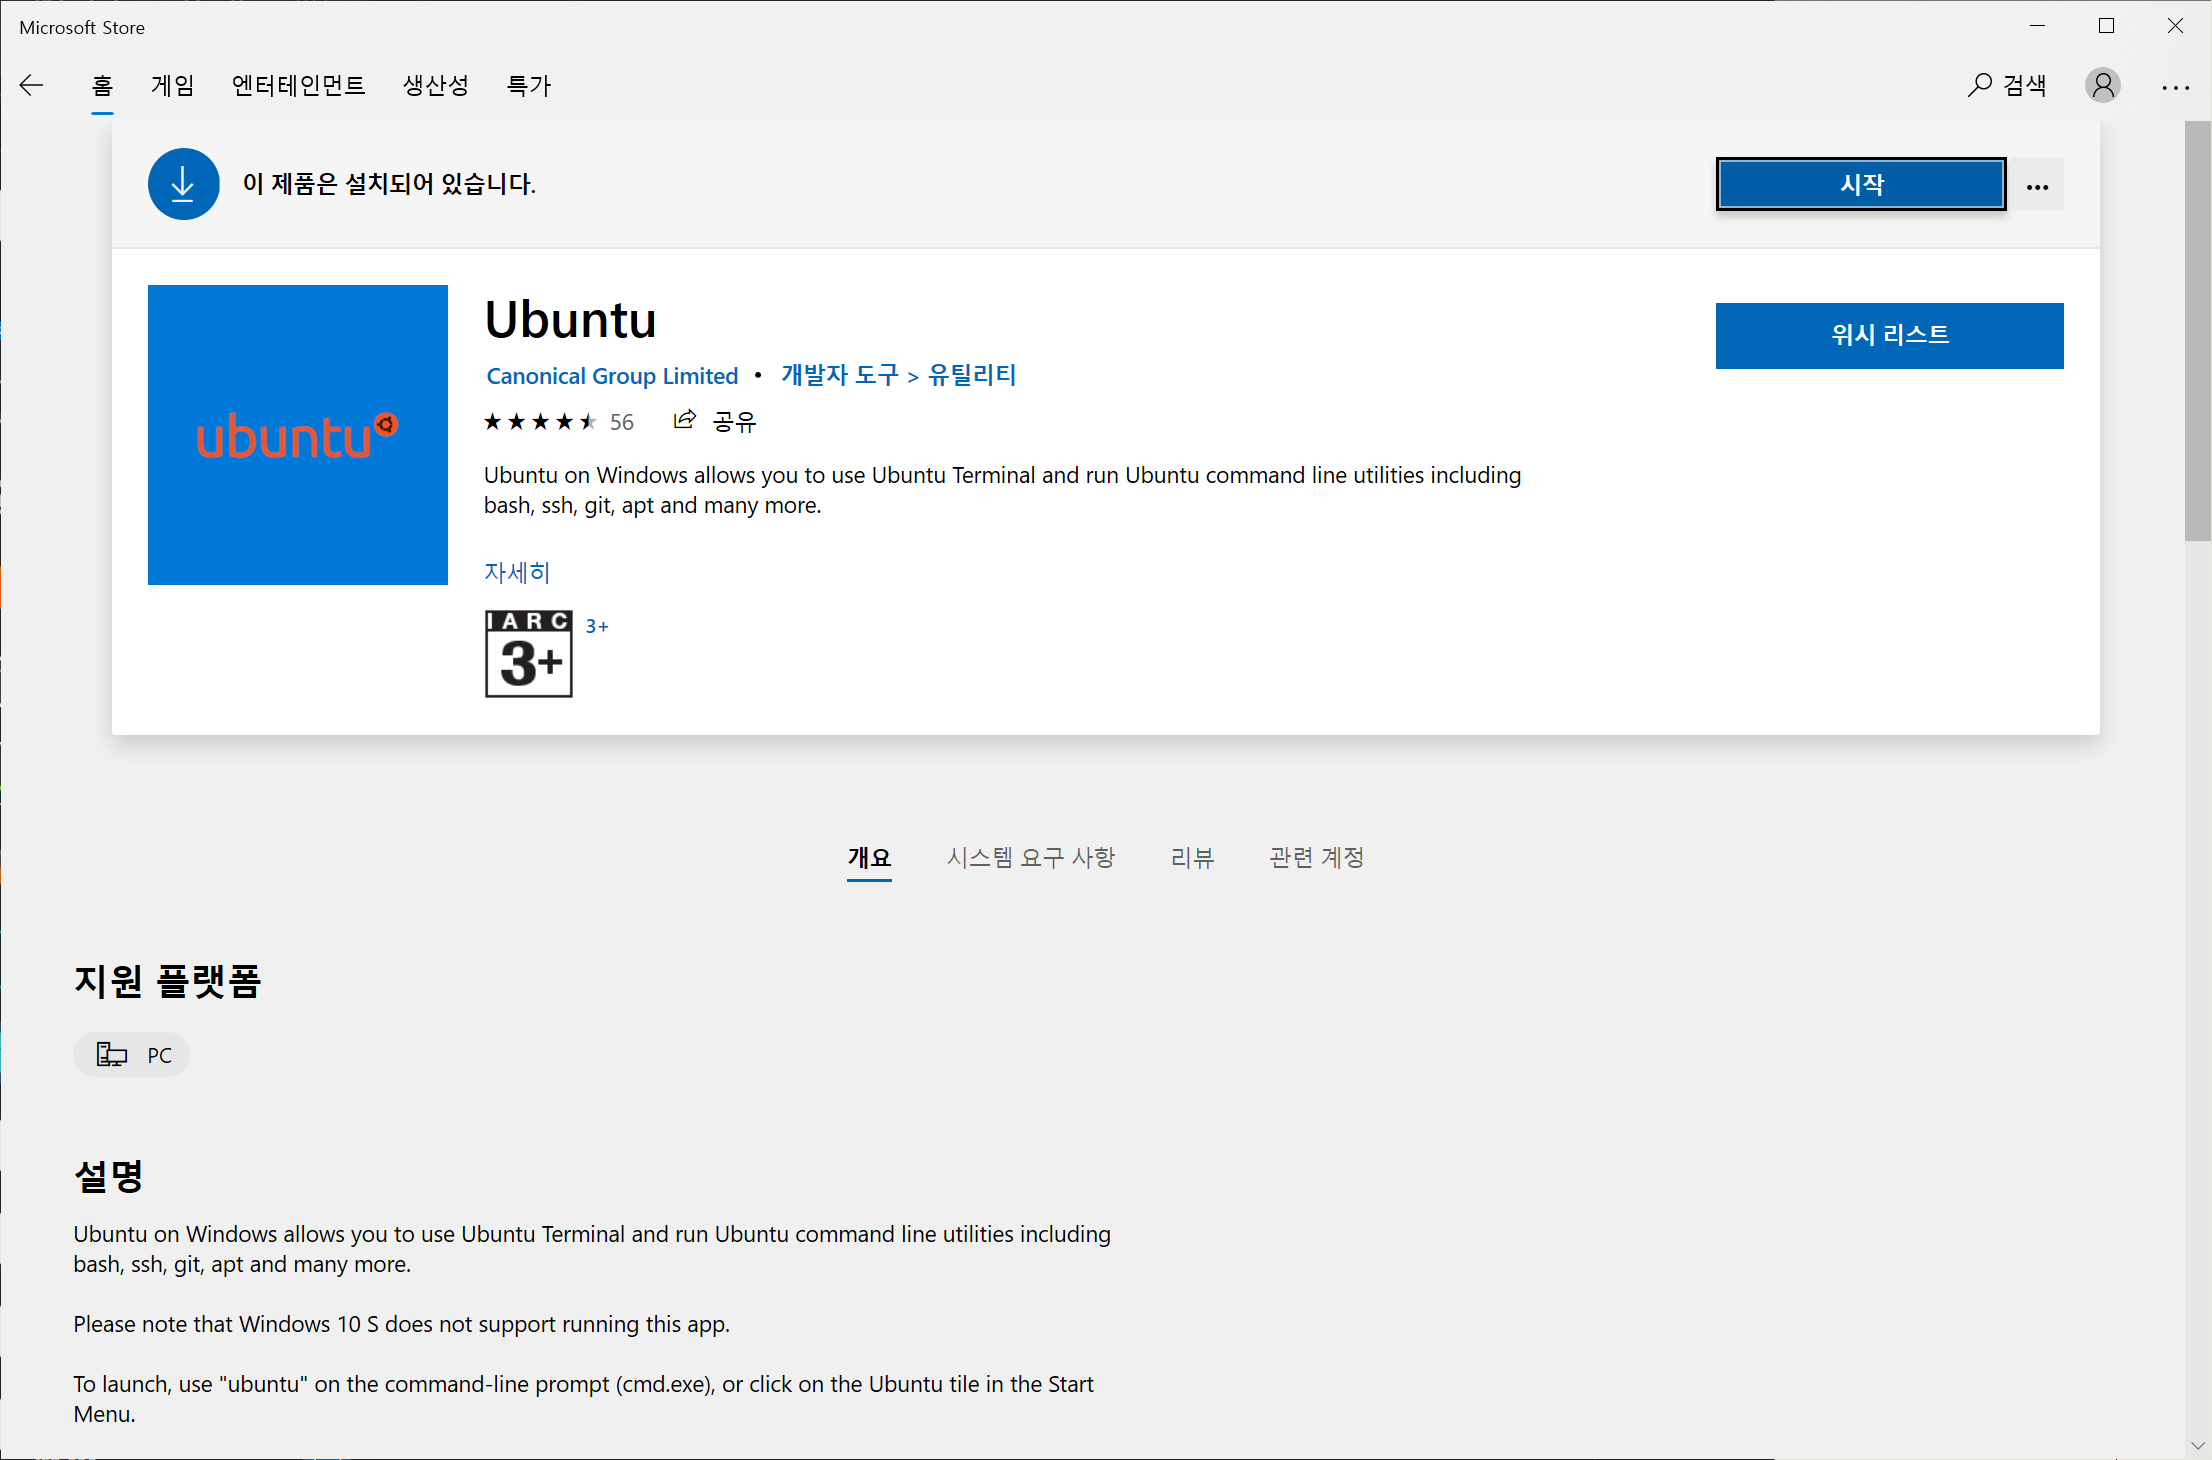 Microsoft Store
홈 게임 엔터테인먼트 생산성 특가 검색
이 제품은 설치되어 있습니다. 시작
ubuntu
Ubuntu
위시 리스트
Canonical Group Limited • 개발자 도구 > 유틸리티
56 공유
Ubuntu on Windows allows you to use Ubuntu Terminal and run Ubuntu command line utilities including
bash, ssh, git, apt and many more.
자세히
IARC
3+
3+
개요 시스템 요구 사항 리뷰 관련 계정
지원 플랫폼
PC
설명
Ubuntu on Windows allows you to use Ubuntu Terminal and run Ubuntu command line utilities including
bash, ssh, git, apt and many more.
Please note that Windows 10 S does not support running this app.
To launch, use "ubuntu" on the command-line prompt (cmd.exe), or click on the Ubuntu tile in the Start
Menu.